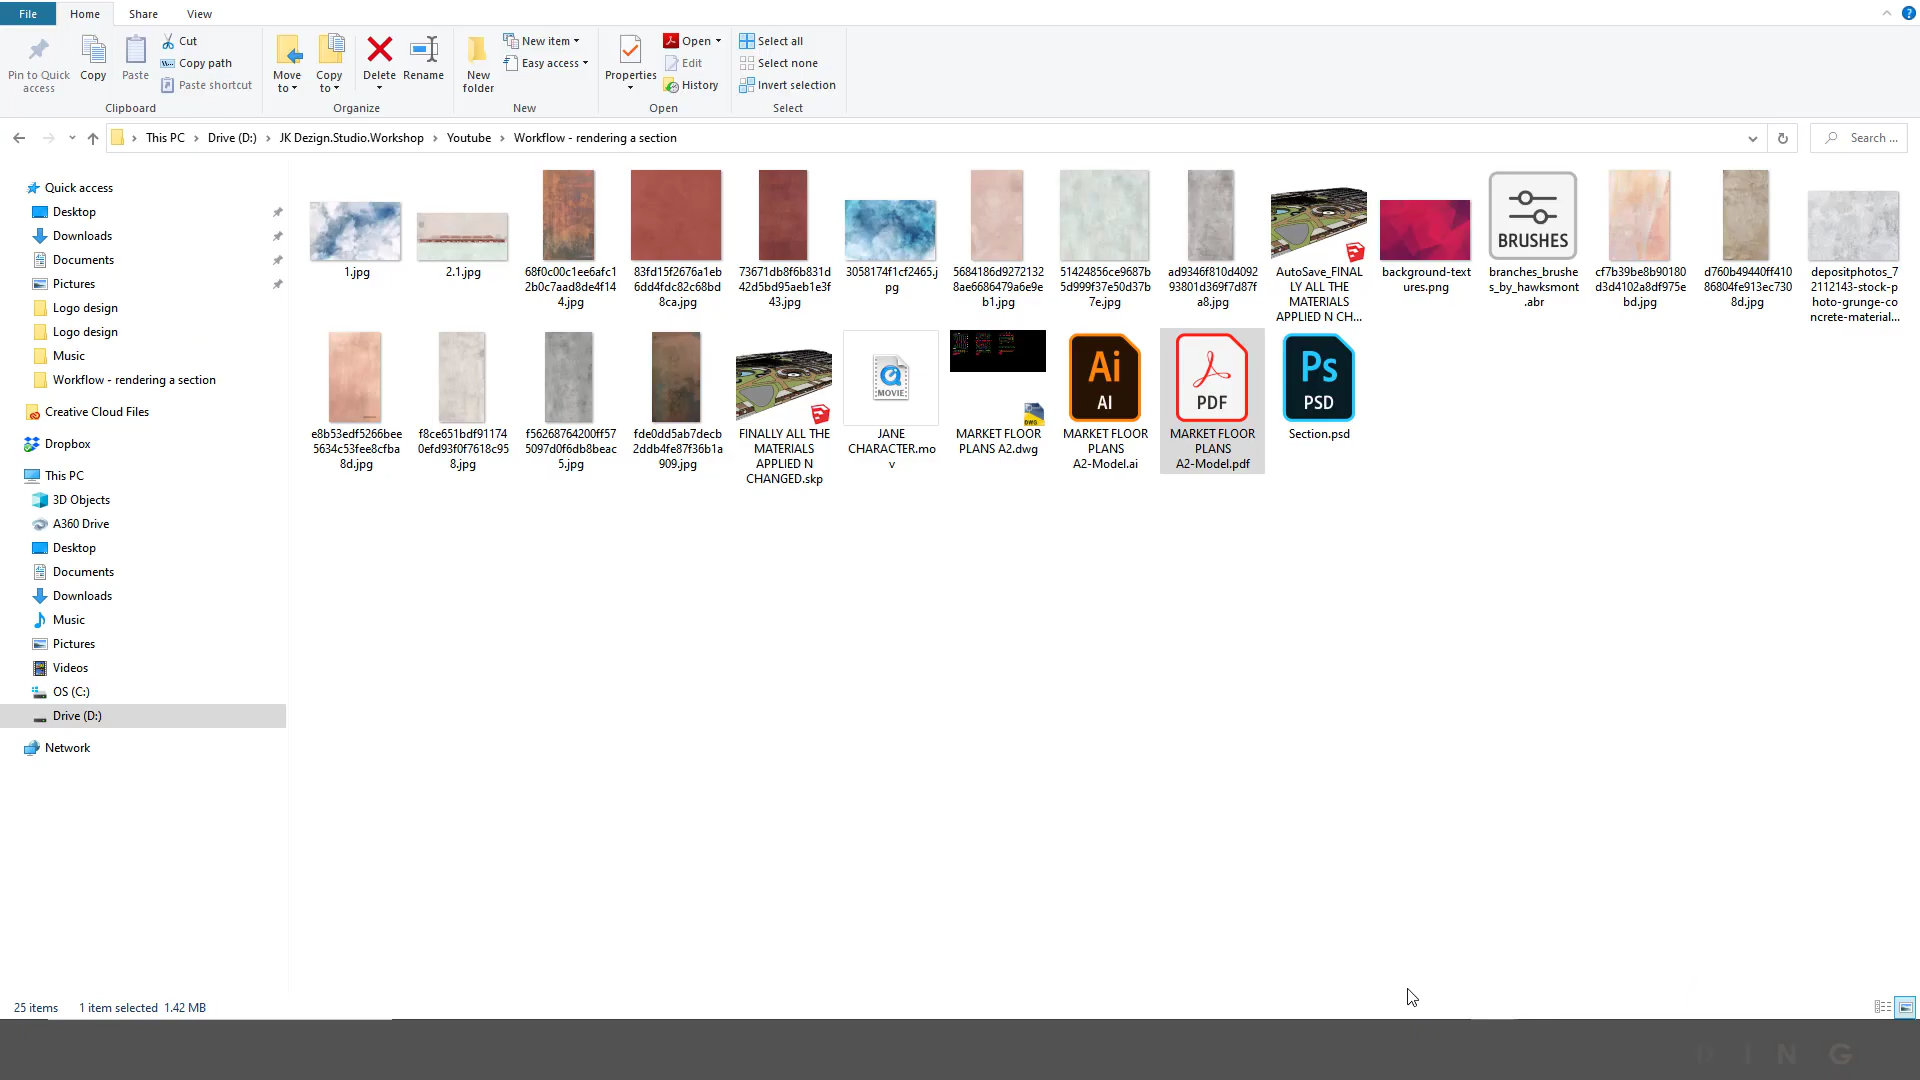 File Home Share View
Pin to Quick access
Copy
Paste
Cut
Copy path
Paste shortcut
Clipboard
Move to
Copy to
Delete
Rename
Organize
New folder
New item
Easy access
New
Properties
Open
Edit
History
Open
Select all
Select none
Invert selection
Select
This PC > Drive (D:) > JK Dezign.Studio.Workshop > Youtube > Workflow - rendering a section
Search ...
Quick access
Desktop
Downloads
Documents
Pictures
Logo design
Logo design
Music
Workflow - rendering a section
Creative Cloud Files
Dropbox
This PC
3D Objects
A360 Drive
Desktop
Documents
Downloads
Music
Pictures
Videos
OS (C:)
Drive (D:)
Network
1.jpg
2.1.jpg
68f0c00c1ee6afc1
2b0c7aad8de4f14
4.jpg
83fd15f2676a1eb
6dd4fdc82c68bd
8ca.jpg
73671db8f6b831d
42d5bd95aeb1e3f
43.jpg
3058174f1cf2465.j
pg
5684186d9272132
8ae6686479a6e9e
b1.jpg
51424856ce9687b
5d999f37e50d37b
7e.jpg
ad9346f810d4092
93801d369f7d87f
a8.jpg
AutoSave_FINAL
LY ALL THE
MATERIALS
APPLIED N CH...
background-text
ures.png
BRUSHES
branches_brushe
s_by_hawksmont
.abr
cf7b39be8b90180
d3d4102a8df975e
bd.jpg
d760b49440ff410
86804fe913ec730
8d.jpg
depositphotos_7
2112143-stock-p
hoto-grunge-co
ncrete-material...
e8b53edf5266bee
5634c53fee8cfba
8d.jpg
f8ce651bdf91174
0efd93f0f7618c95
8.jpg
f56268764200ff57
5097d0f6db8beac
5.jpg
fde0dd5ab7decb
2ddb4fe87f36b1a
909.jpg
FINALLY ALL THE
MATERIALS
APPLIED N
CHANGED.skp
MOVIE
JANE
CHARACTER.mo
v
DWG
MARKET FLOOR
PLANS A2.dwg
Ai
AI
MARKET FLOOR
PLANS
A2-Model.ai
PDF
MARKET FLOOR
PLANS
A2-Model.pdf
Ps
PSD
Section.psd
25 items 1 item selected 1.42 MB
D I N G